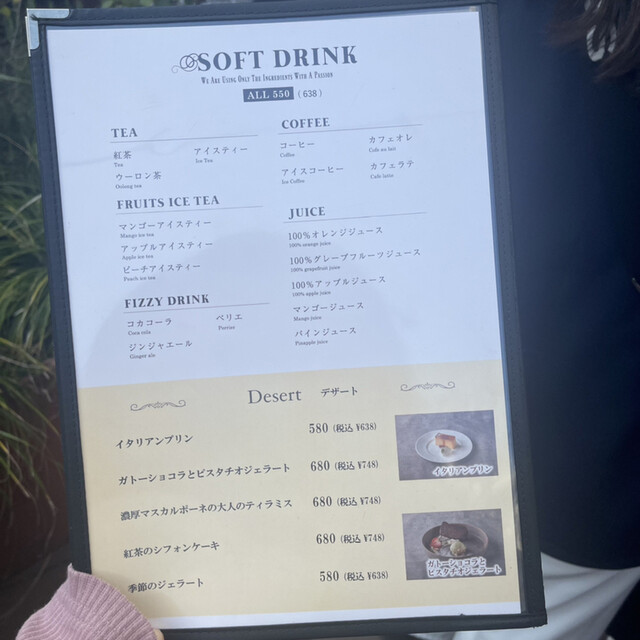 SOFT DRINK
We Are Using Only The Ingredients With A Passion
ALL 550 (638)
TEA
紅茶 アイスティー
Tea Ice Tea
ウーロン茶
Oolong tea
FRUITS ICE TEA
マンゴーアイスティー
Mango ice tea
アップルアイスティー
Apple ice tea
ピーチアイスティー
Peach ice tea
FIZZY DRINK
コカコーラ ペリエ
Coca cola Perrier
ジンジャエール
Ginger ale
COFFEE
コーヒー カフェオレ
Coffee Cafe au lait
アイスコーヒー カフェラテ
Ice Coffee Cafe latte
JUICE
100%オレンジジュース
100% orange juice
100%グレープフルーツジュース
100% grapefruit juice
100%アップルジュース
100% apple juice
マンゴージュース
Mango juice
パインジュース
Pineapple juice
Desert デザート
イタリアンプリン 580 (税込 ¥638)
ガトーショコラとピスタチオジェラート 680 (税込 ¥748)
濃厚マスカルポーネの大人のティラミス 680 (税込 ¥748)
紅茶のシフォンケーキ 680 (税込 ¥748)
季節のジェラート 580 (税込 ¥638)
イタリアンプリン
ガトーショコラと
ピスタチオジェラート